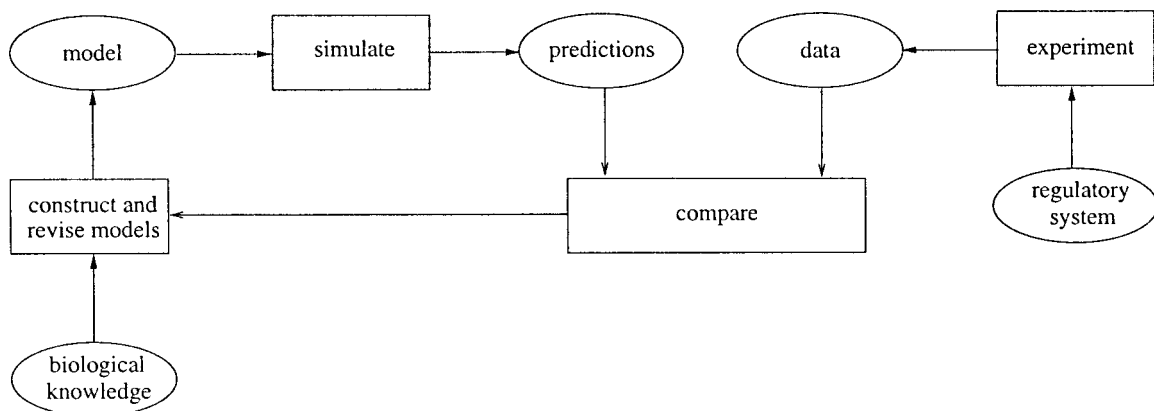 model
simulate
predictions
data
experiment
construct and
revise models
compare
regulatory
system
biological
knowledge